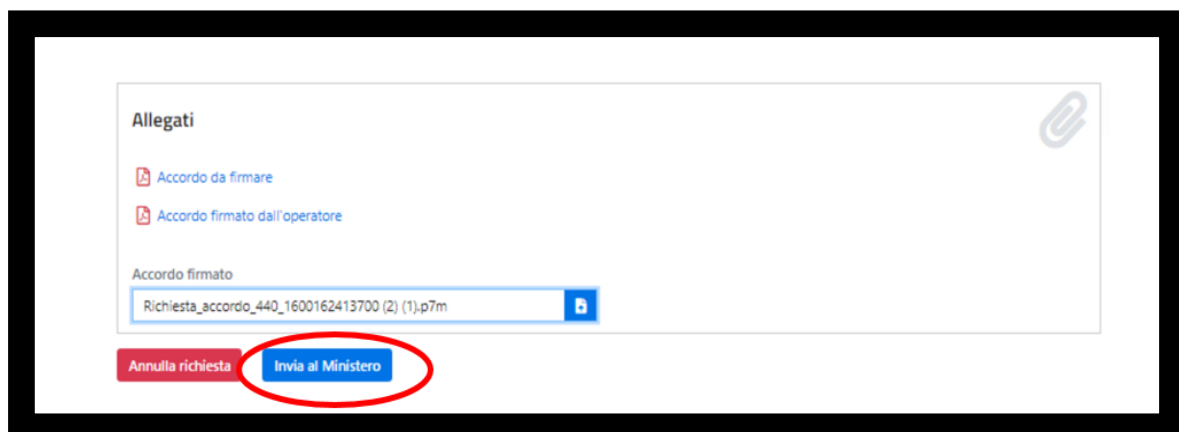 Allegati
Accordo da firmare
Accordo firmato dall'operatore
Accordo firmato
Richiesta_accordo_440_1600162413700 (2) (1).p7m
Annulla richiesta Invia al Ministero